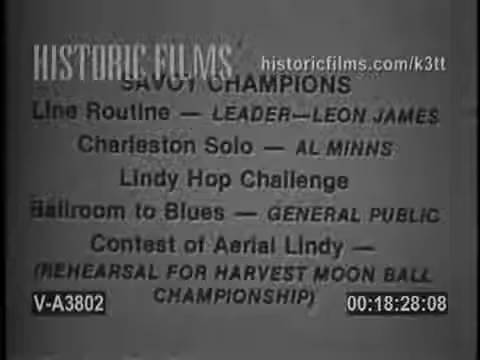 HISTORIC FILMS
historicfilms.com/k3tt
SAVOY CHAMPIONS
Line Routine — LEADER—LEON JAMES
Charleston Solo — AL MINNS
Lindy Hop Challenge
Ballroom to Blues — GENERAL PUBLIC
Contest of Aerial Lindy —
(REHEARSAL FOR HARVEST MOON BALL
CHAMPIONSHIP)
V-A3802
00:18:28:08